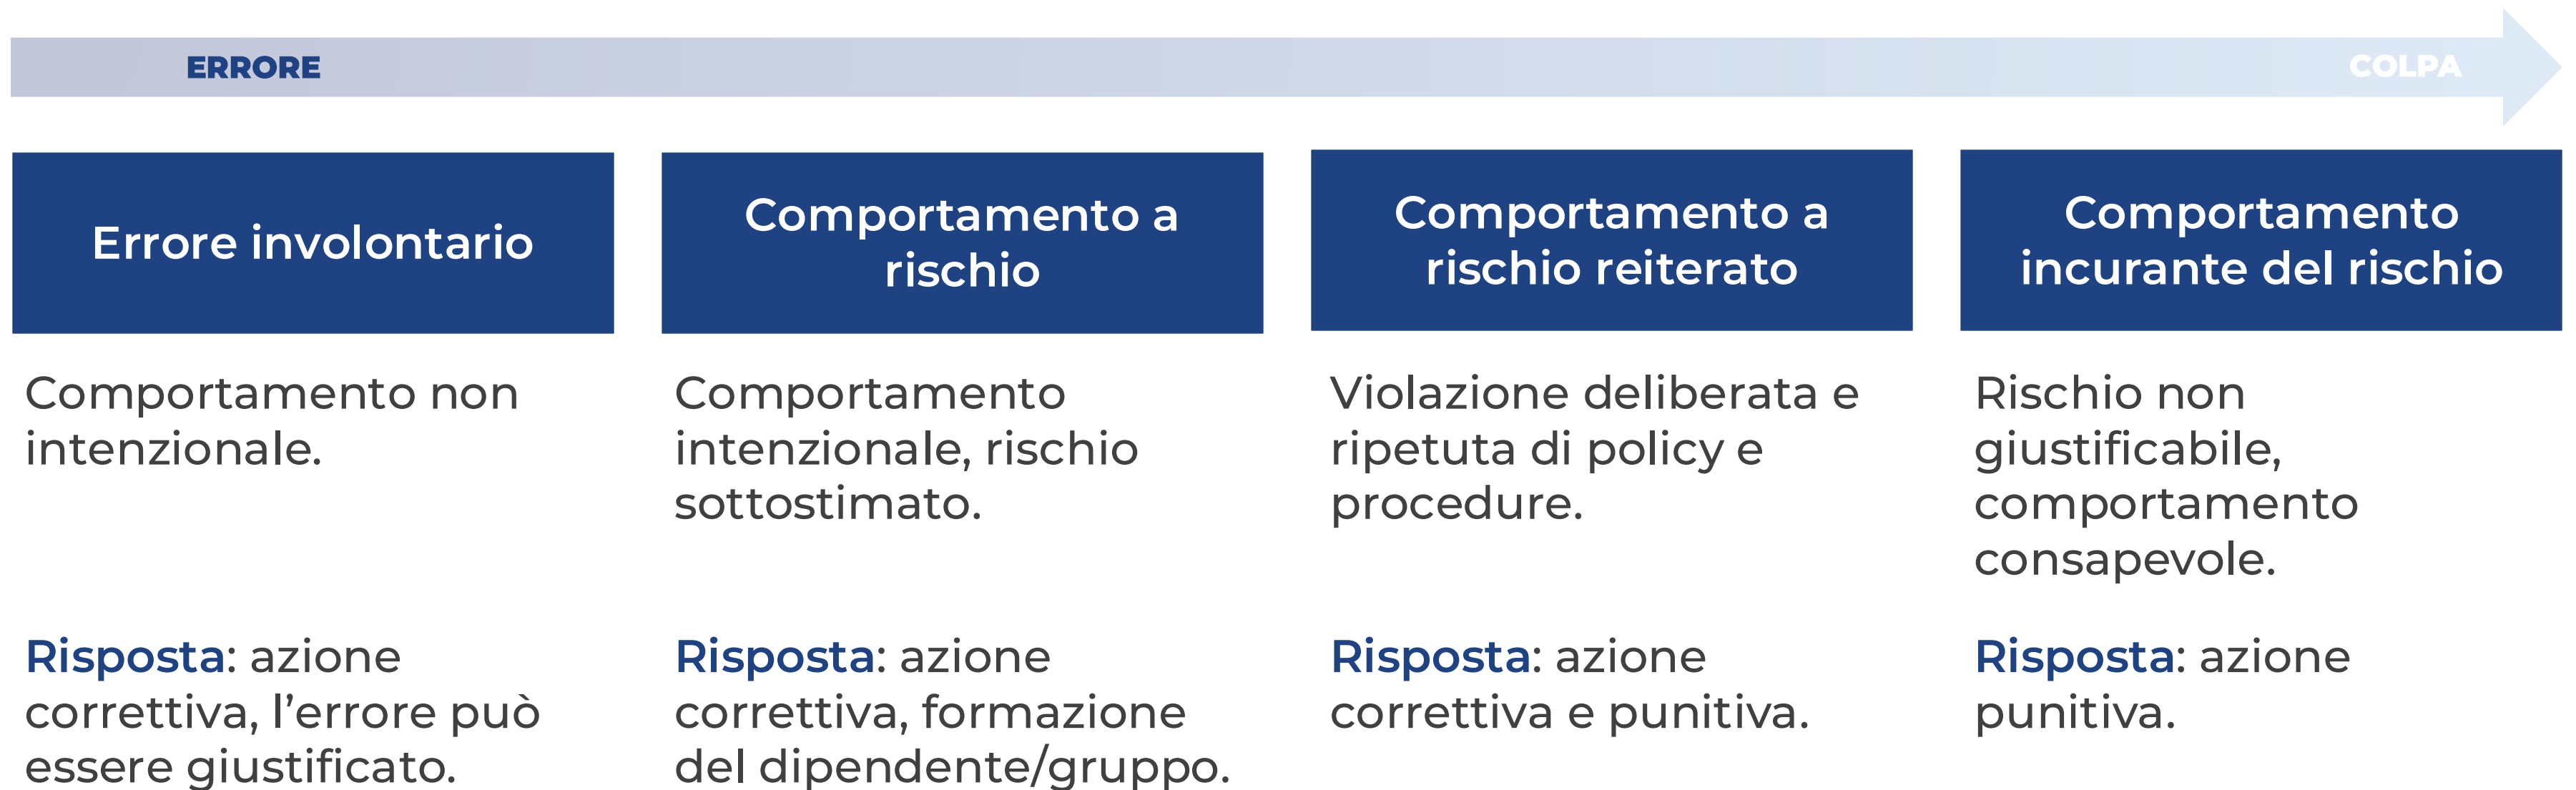 ERRORE
COLPA
Errore involontario
Comportamento non
intenzionale.
Risposta: azione
correttiva, l’errore può
essere giustificato.
Comportamento a
rischio
Comportamento
intenzionale, rischio
sottostimato.
Risposta: azione
correttiva, formazione
del dipendente/gruppo.
Comportamento a
rischio reiterato
Violazione deliberata e
ripetuta di policy e
procedure.
Risposta: azione
correttiva e punitiva.
Comportamento
incurante del rischio
Rischio non
giustificabile,
comportamento
consapevole.
Risposta: azione
punitiva.